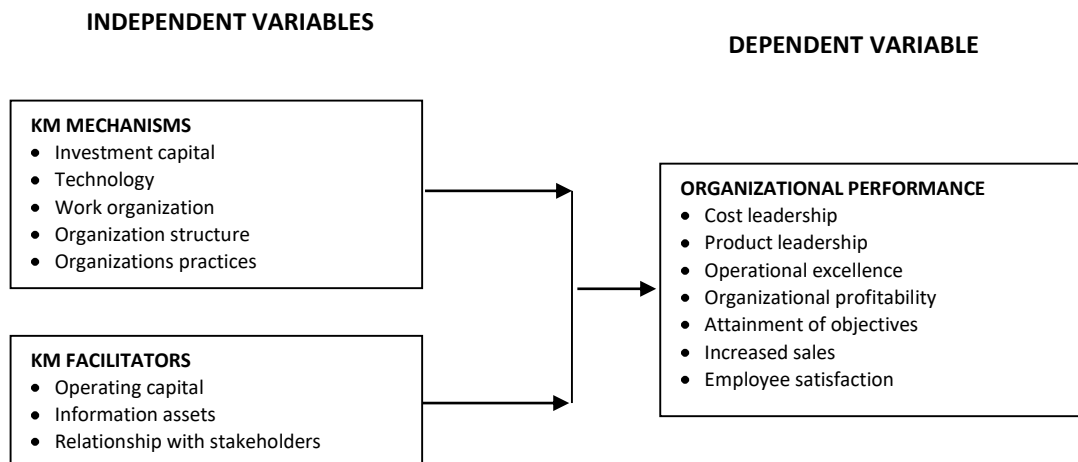 INDEPENDENT VARIABLES
DEPENDENT VARIABLE
KM MECHANISMS
• Investment capital
• Technology
• Work organization
• Organization structure
• Organizations practices
KM FACILITATORS
• Operating capital
• Information assets
• Relationship with stakeholders
ORGANIZATIONAL PERFORMANCE
• Cost leadership
• Product leadership
• Operational excellence
• Organizational profitability
• Attainment of objectives
• Increased sales
• Employee satisfaction